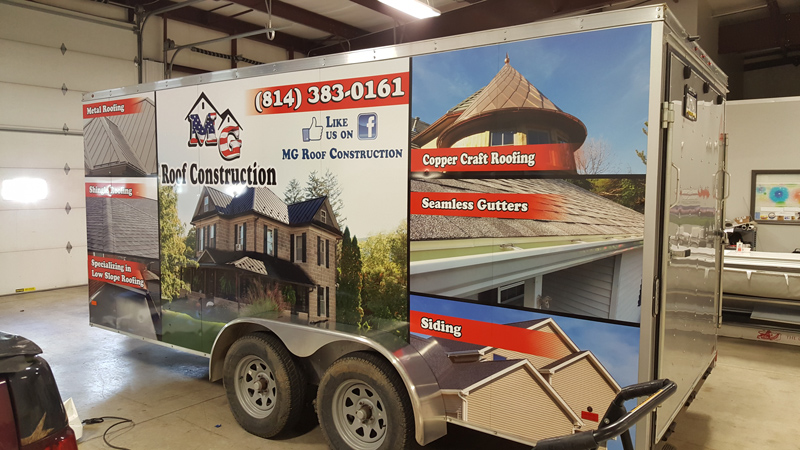 Metal Roofing
Shingle Roofing
Specializing in
Low Slope Roofing
MG
Roof Construction
(814) 383-0161
Like
us on
f
MG Roof Construction
Copper Craft Roofing
Seamless Gutters
Siding